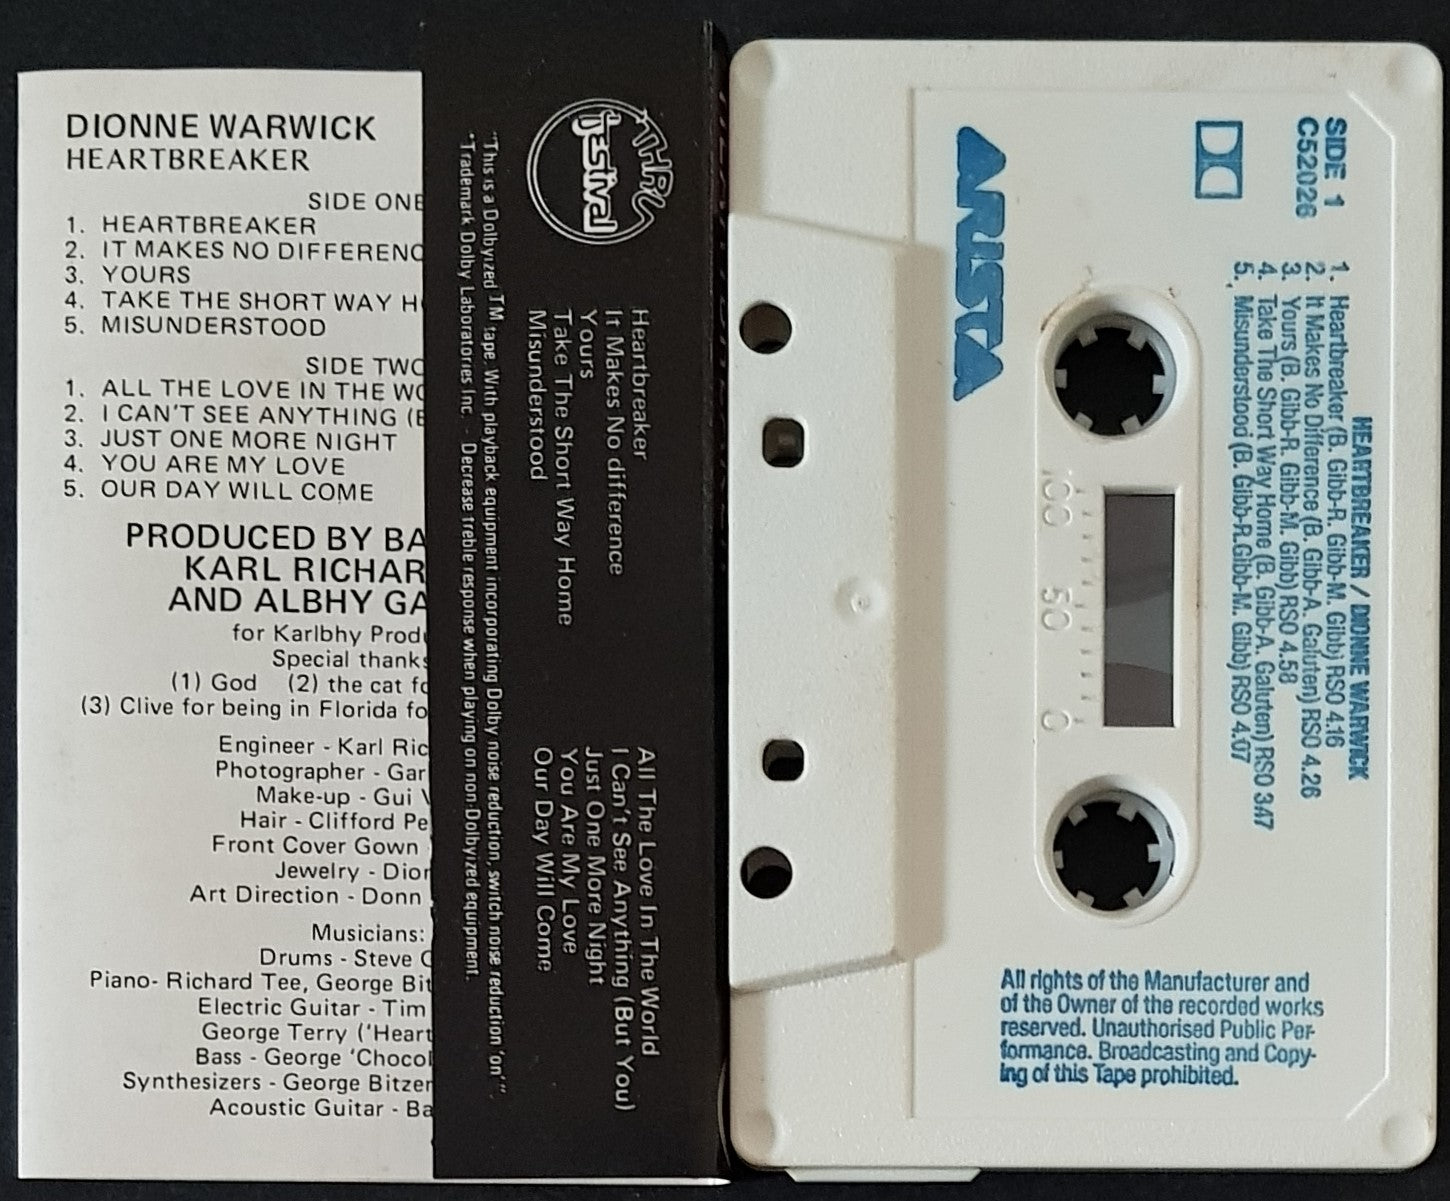 DIONNE WARWICK
HEARTBREAKER
SIDE ONE
1. HEARTBREAKER
2. IT MAKES NO DIFFERENC
3. YOURS
4. TAKE THE SHORT WAY H
5. MISUNDERSTOOD
SIDE TWO
1. ALL THE LOVE IN THE WO
2. I CAN'T SEE ANYTHING (B
3. JUST ONE MORE NIGHT
4. YOU ARE MY LOVE
5. OUR DAY WILL COME
PRODUCED BY BA
KARL RICHAR
AND ALBHY GA
for Karlbhy Produ
Special thanks
(1) God (2) the cat fo
(3) Clive for being in Florida fo
Engineer - Karl Ric
Photographer - Gar
Make-up - Gui
Hair - Clifford Pe
Front Cover Gown
Jewelry - Dior
Art Direction - Donn
Musicians:
Drums - Steve G
Piano- Richard Tee, George Bit
Electric Guitar - Tim
George Terry ('Heart
Bass - George 'Chocol
Synthesizers - George Bitzer
Acoustic Guitar - Ba
Festival
Heartbreaker
It Makes No difference
Yours
Take The Short Way Home
Misunderstood
All The Love In The World
I Can't See Anything (But You)
Just One More Night
You Are My Love
Our Day Will Come
"This is a Dolbyized TM tape. With playback equipment incorporating Dolby noise reduction, switch noise reduction 'on'".
"Trademark Dolby Laboratories Inc. - Decrease treble response when playing on non-Dolbyized equipment.
ARISTA
SIDE 1
C52026
HEARTBREAKER / DIONNE WARWICK
1. Heartbreaker (B. Gibb-R. Gibb-M. Gibb) RSO 4.16
2. It Makes No Difference (B. Gibb-A. Galuten) RSO 4.26
3. Yours (B. Gibb-R. Gibb-M. Gibb) RSO 4.58
4. Take The Short Way Home (B. Gibb-A. Galuten) RSO 3.47
5. Misunderstood (B. Gibb-R.Gibb-M. Gibb) RSO 4.07
100 50 0
All rights of the Manufacturer and
of the Owner of the recorded works
reserved. Unauthorised Public Per-
formance. Broadcasting and Copy-
ing of this Tape prohibited.